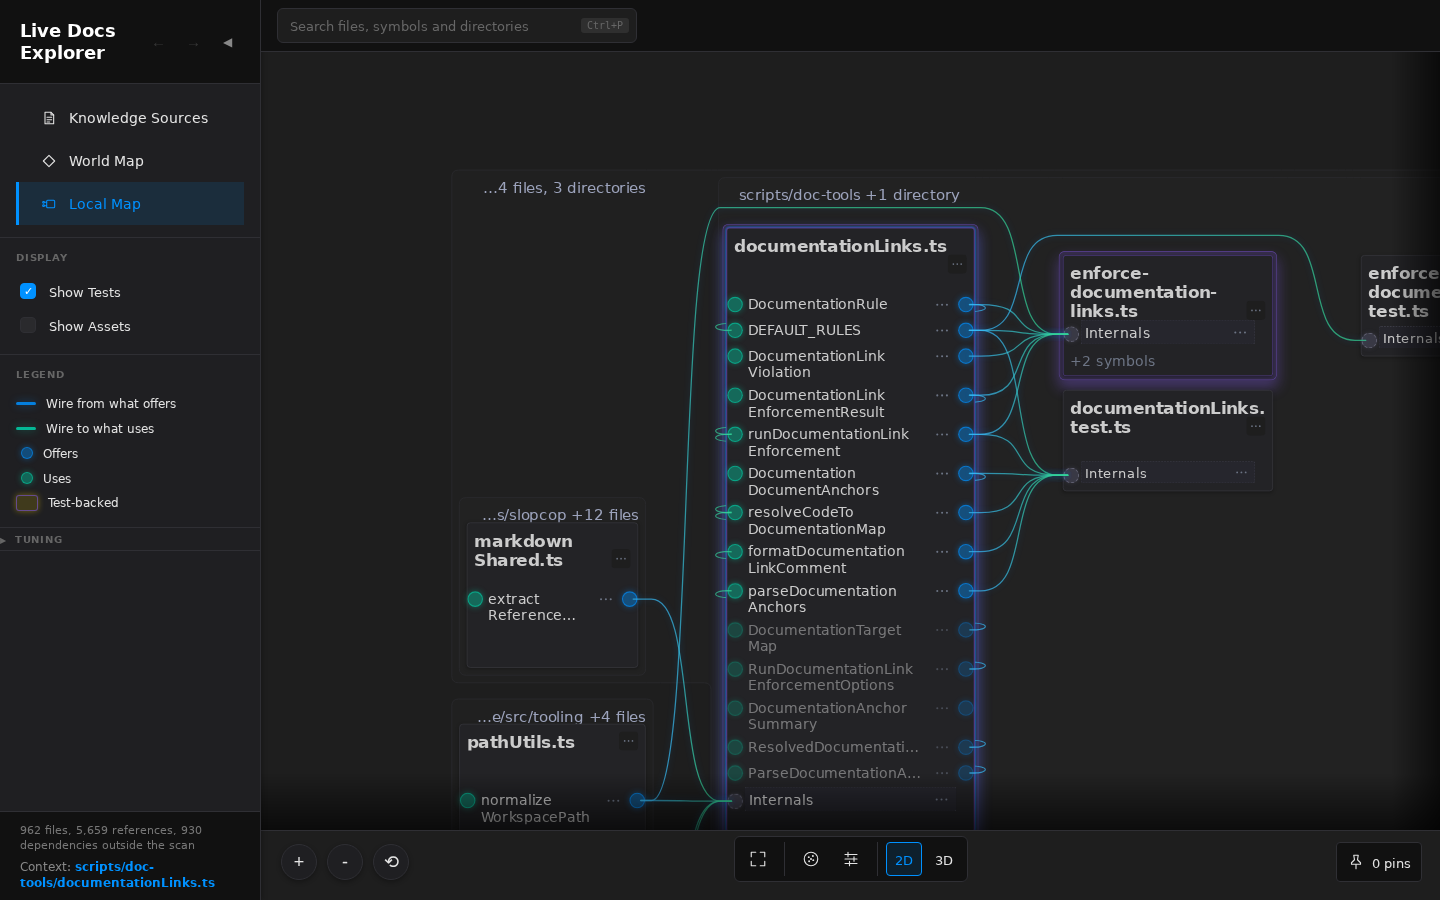 Live Docs
Explorer
Search files, symbols and directories
Ctrl+P
Knowledge Sources
World Map
Local Map
DISPLAY
Show Tests
Show Assets
LEGEND
Wire from what offers
Wire to what uses
Offers
Uses
Test-backed
TUNING
962 files, 5,659 references, 930
dependencies outside the scan
Context: scripts/doc-
tools/documentationLinks.ts
...4 files, 3 directories
scripts/doc-tools +1 directory
documentationLinks.ts
...
DocumentationRule
...
DEFAULT_RULES
...
DocumentationLink
Violation
...
DocumentationLink
EnforcementResult
...
runDocumentationLink
Enforcement
...
Documentation
DocumentAnchors
...
resolveCodeTo
DocumentationMap
...
formatDocumentation
LinkComment
...
parseDocumentation
Anchors
...
DocumentationTarget
Map
...
RunDocumentationLink
EnforcementOptions
...
DocumentationAnchor
Summary
...
ResolvedDocumentati...
...
ParseDocumentationA...
...
Internals
...
enforce-
documentation-
links.ts
...
Internals
...
+2 symbols
documentationLinks.
test.ts
...
Internals
...
enforce
docume
test.ts
Internals
...s/slopcop +12 files
markdown
Shared.ts
...
extract
Reference...
...
...e/src/tooling +4 files
pathUtils.ts
...
normalize
WorkspacePath
...
+
-
2D
3D
0 pins